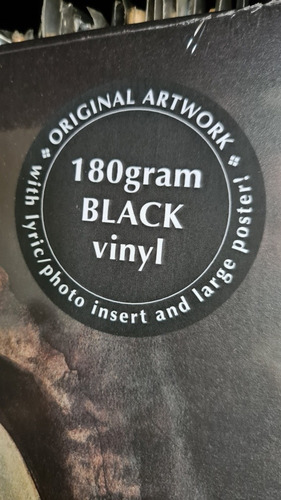 ORIGINAL ARTWORK
180gram
BLACK
vinyl
with lyric/photo insert and large poster!